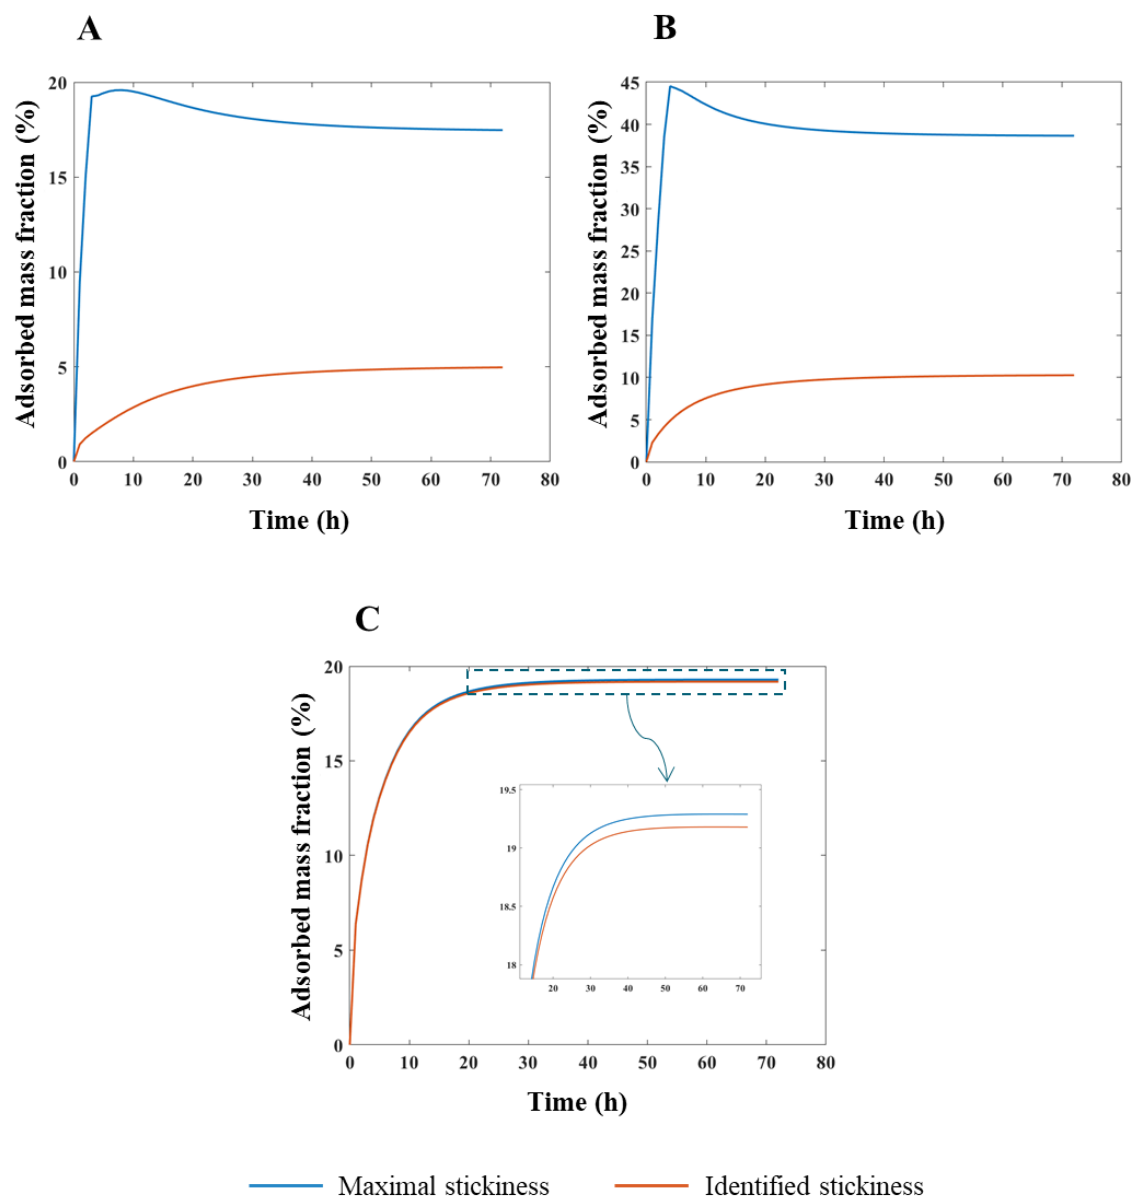 A
B
20
15
10
5
0
0 10 20 30 40 50 60 70 80
Adsorbed mass fraction (%)
Time (h)
45
40
35
30
25
20
15
10
5
0
0 10 20 30 40 50 60 70 80
Adsorbed mass fraction (%)
Time (h)
C
20
15
10
5
0
0 10 20 30 40 50 60 70 80
Adsorbed mass fraction (%)
Time (h)
19.5
19
18.5
18
20 30 40 50 60 70
Maximal stickiness
Identified stickiness